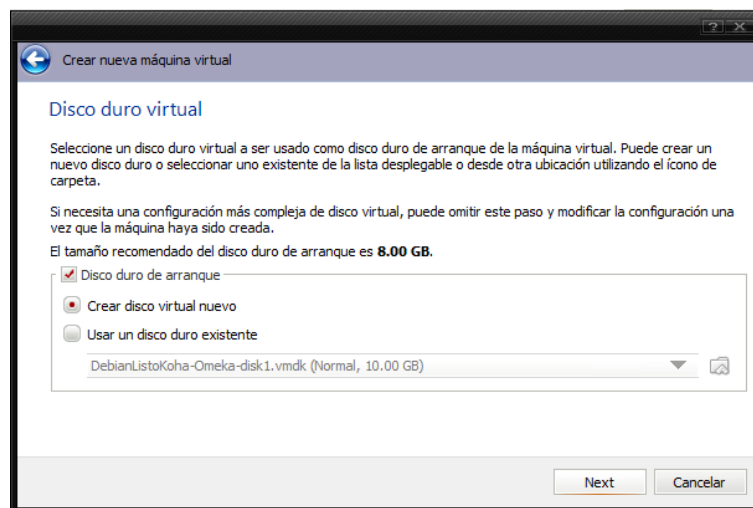 Crear nueva máquina virtual
Disco duro virtual
Seleccione un disco duro virtual a ser usado como disco duro de arranque de la máquina virtual. Puede crear un
nuevo disco duro o seleccionar uno existente de la lista desplegable o desde otra ubicación utilizando el ícono de
carpeta.
Si necesita una configuración más compleja de disco virtual, puede omitir este paso y modificar la configuración una
vez que la máquina haya sido creada.
El tamaño recomendado del disco duro de arranque es 8.00 GB.
Disco duro de arranque
Crear disco virtual nuevo
Usar un disco duro existente
DebianListoKoha-Omeka-disk1.vmdk (Normal, 10.00 GB)
Next Cancelar